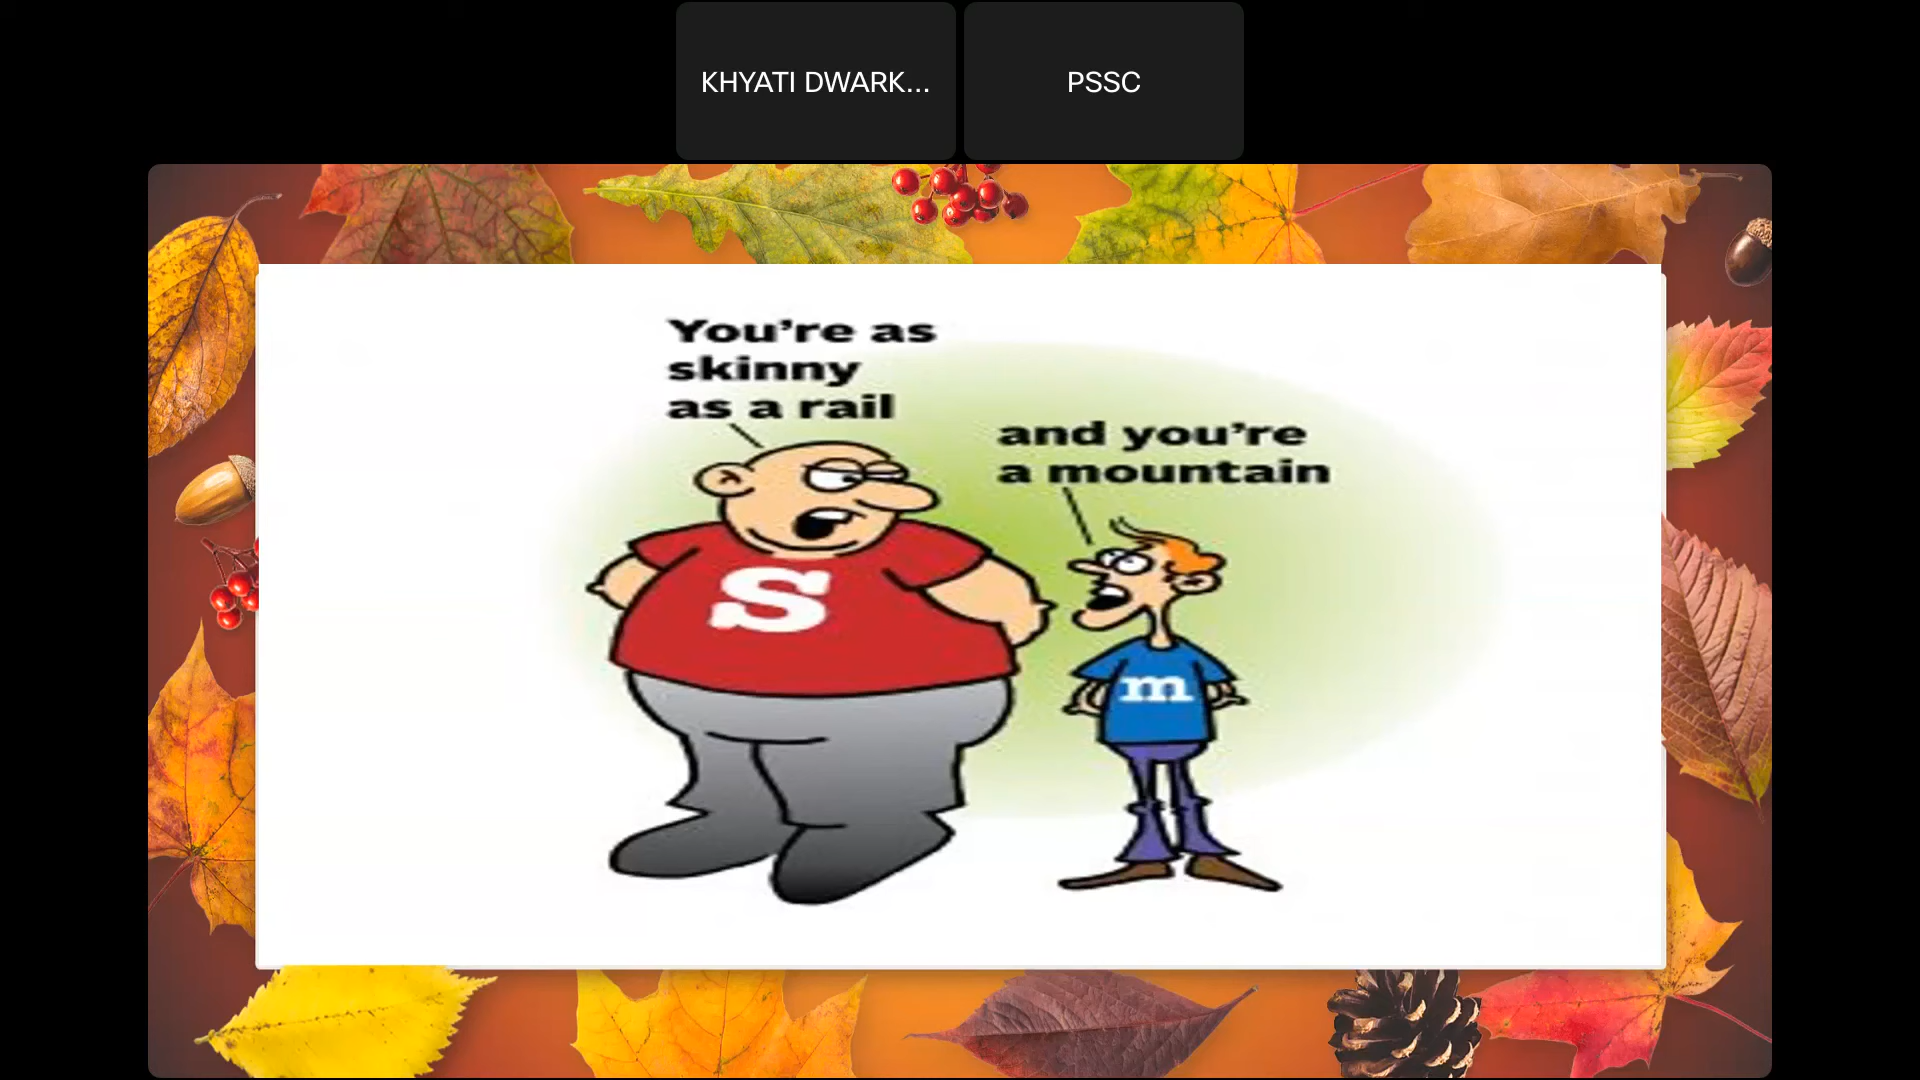 KHYATI DWARK...
PSSC
You're as
skinny
as a rail
and you're
a mountain
S
m